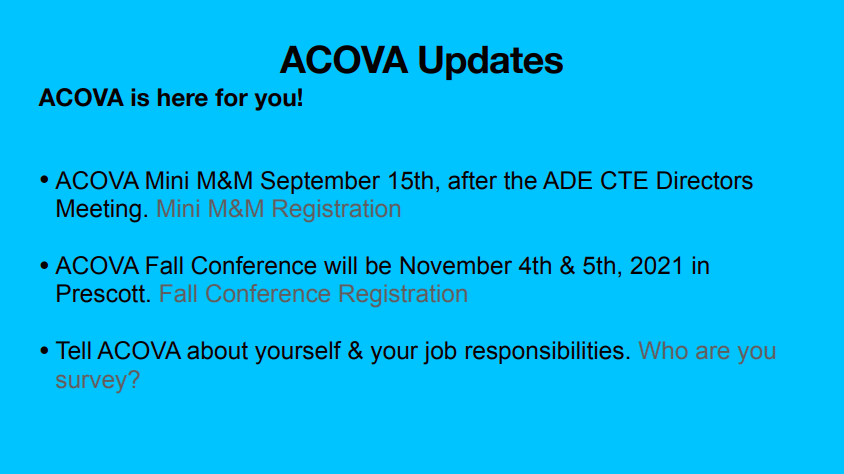 ACOVA Updates
ACOVA is here for you!
• ACOVA Mini M&M September 15th, after the ADE CTE Directors
Meeting. Mini M&M Registration
• ACOVA Fall Conference will be November 4th & 5th, 2021 in
Prescott. Fall Conference Registration
• Tell ACOVA about yourself & your job responsibilities. Who are you
survey?